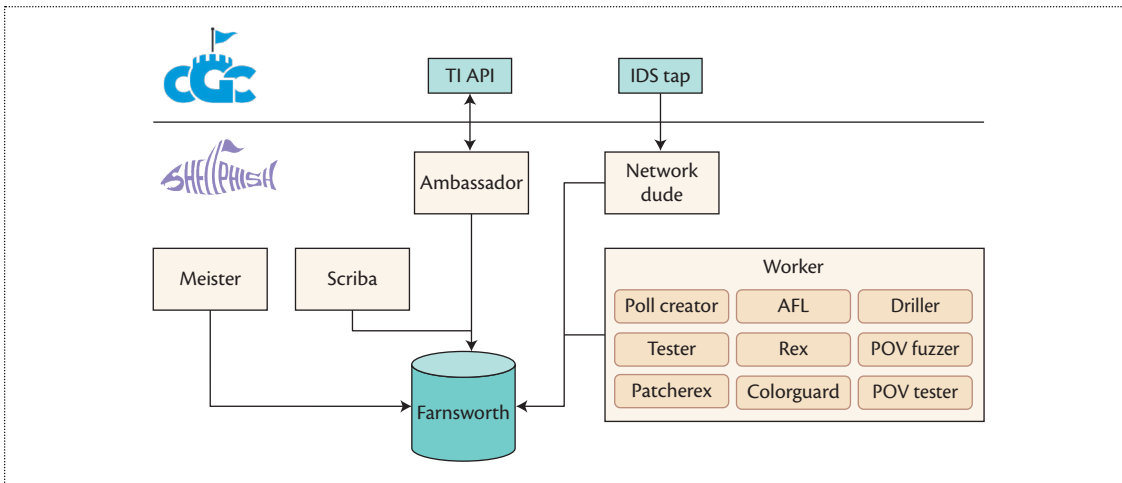 CGC
TI API
IDS tap
SHELLPHISH
Ambassador
Network
dude
Meister
Scriba
Worker
Poll creator
AFL
Driller
Tester
Rex
POV fuzzer
Patcherex
Colorguard
POV tester
Farnsworth